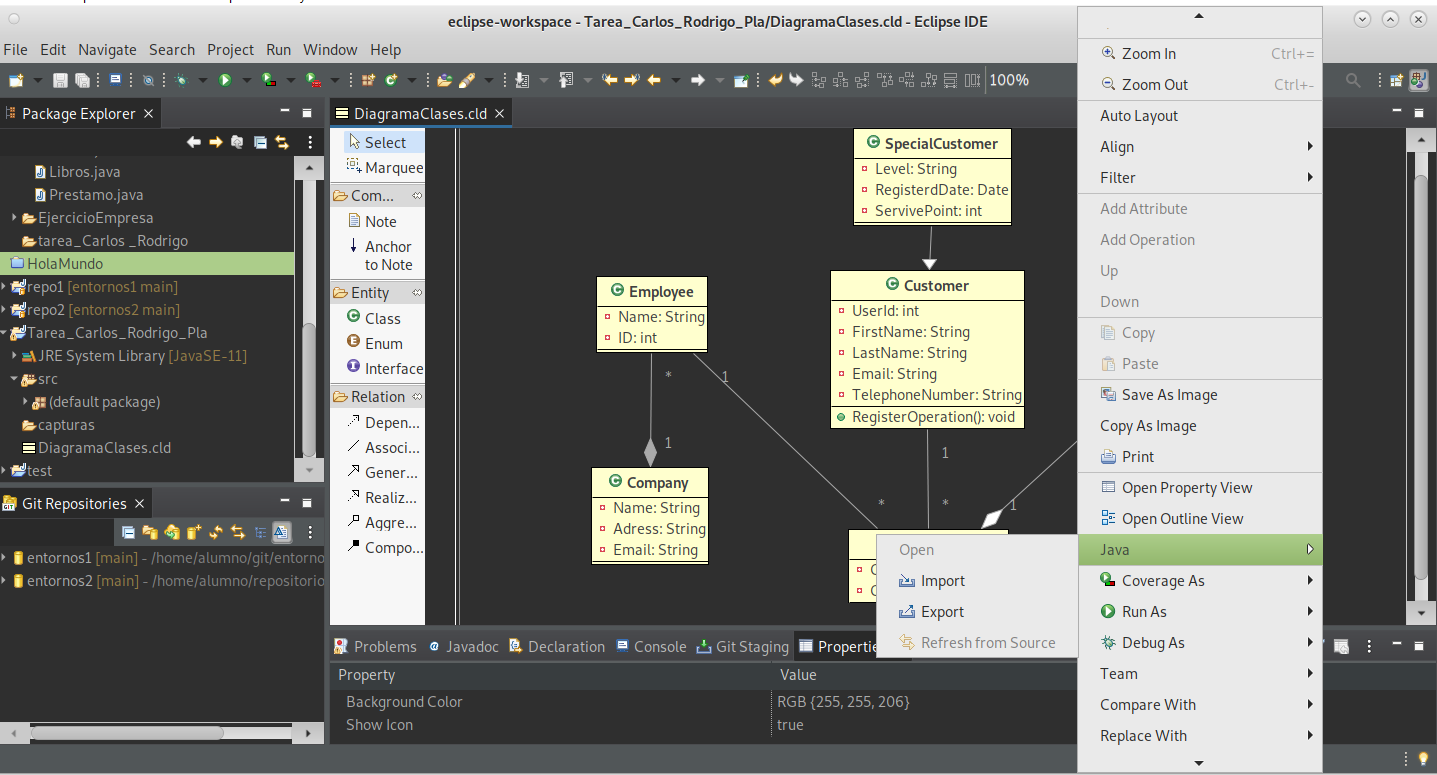 eclipse-workspace - Tarea_Carlos_Rodrigo_Pla/DiagramaClases.cld - Eclipse IDE
File Edit Navigate Search Project Run Window Help
100%
Package Explorer
Libros.java
Prestamo.java
EjercicioEmpresa
tarea_Carlos _Rodrigo
HolaMundo
repo1 [entornos1 main]
repo2 [entornos2 main]
Tarea_Carlos_Rodrigo_Pla
JRE System Library [JavaSE-11]
src
(default package)
capturas
DiagramaClases.cld
test
Git Repositories
GIT
entornos1 [main] - /home/alumno/git/entorno
entornos2 [main] - /home/alumno/repositorio
DiagramaClases.cld
Select
Marquee
Com...
Note
Anchor
to Note
Entity
Class
Enum
Interface
Relation
Depen...
Associ...
Gener...
Realiz...
Aggre...
Compo...
SpecialCustomer
Level: String
RegisterdDate: Date
ServivePoint: int
Employee
Name: String
ID: int
Customer
UserId: int
FirstName: String
LastName: String
Email: String
TelephoneNumber: String
RegisterOperation(): void
* 1
1
1
* * 1
Company
Name: String
Adress: String
Email: String
Open
Import
Export
Refresh from Source
Zoom In Ctrl+=
Zoom Out Ctrl+-
Auto Layout
Align
Filter
Add Attribute
Add Operation
Up
Down
Copy
Paste
Save As Image
Copy As Image
Print
Open Property View
Open Outline View
Java
Coverage As
Run As
Debug As
Team
Compare With
Replace With
Problems @ Javadoc Declaration Console Git Staging Propertie
Property Value
Background Color RGB {255, 255, 206}
Show Icon true